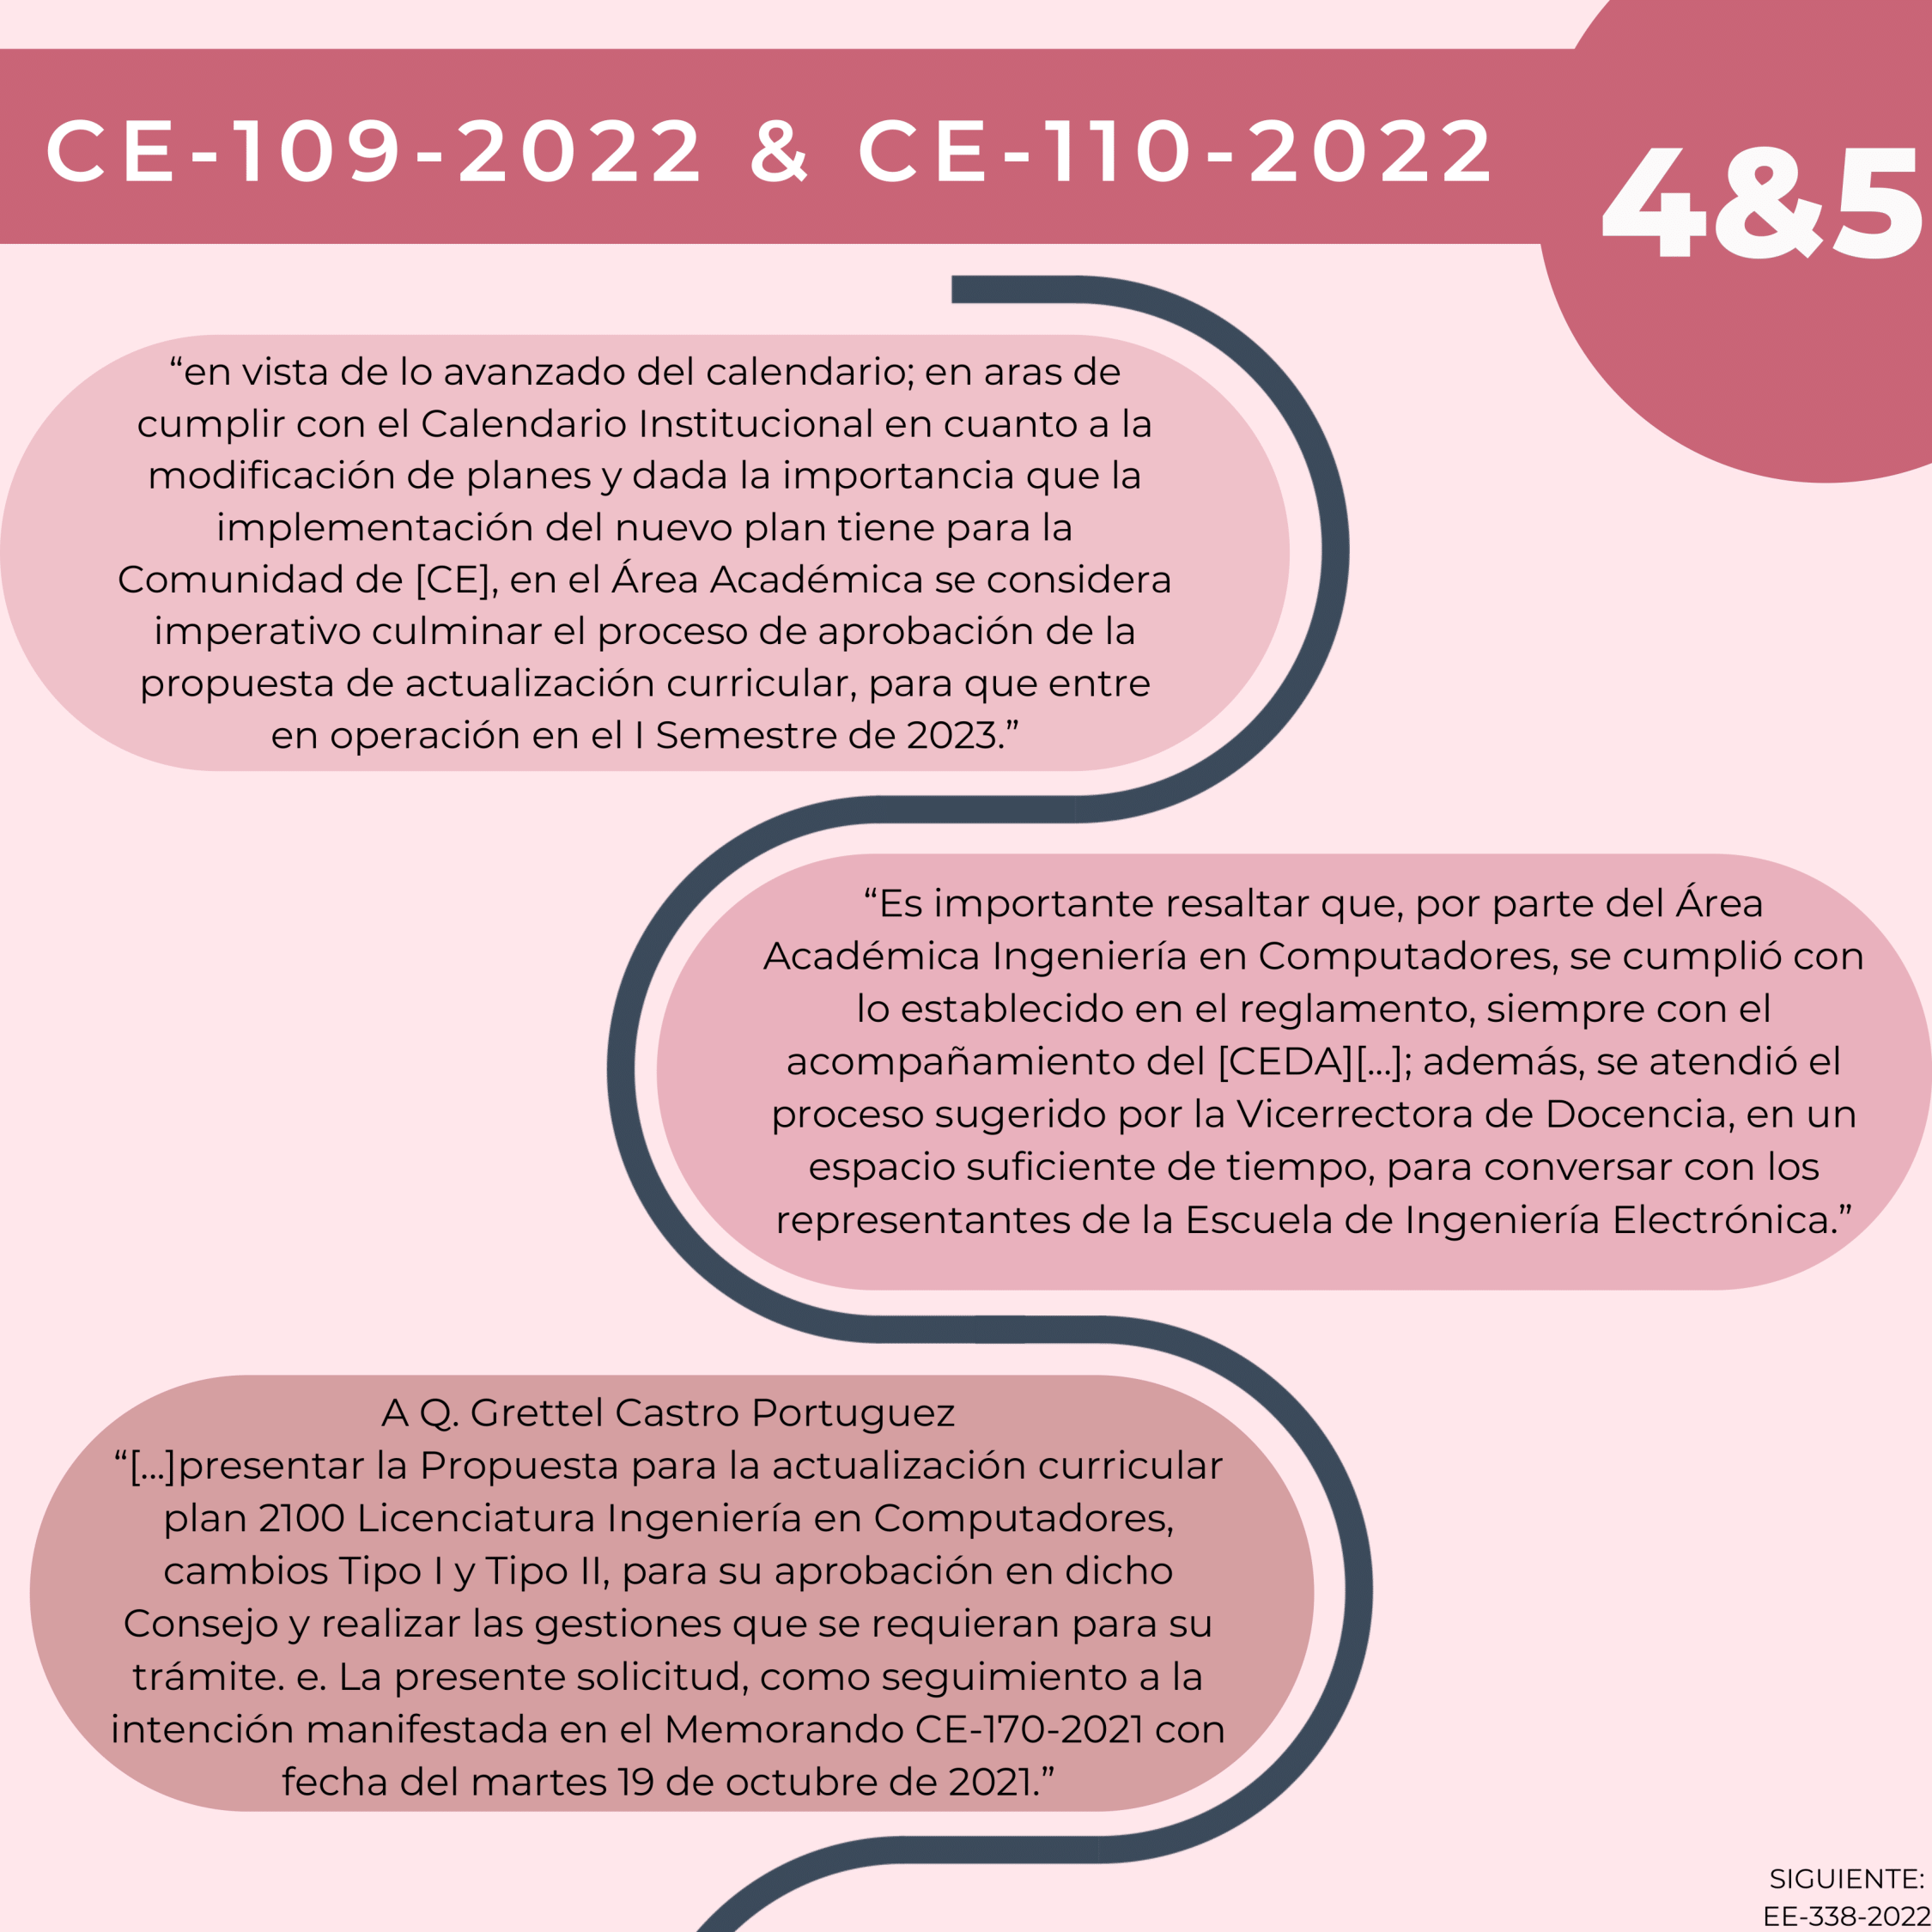 CE-109-2022 & CE-110-2022
4&5
“en vista de lo avanzado del calendario; en aras de
cumplir con el Calendario Institucional en cuanto a la
modificación de planes y dada la importancia que la
implementación del nuevo plan tiene para la
Comunidad de [CE], en el Área Académica se considera
imperativo culminar el proceso de aprobación de la
propuesta de actualización curricular, para que entre
en operación en el I Semestre de 2023.”
“Es importante resaltar que, por parte del Área
Académica Ingeniería en Computadores, se cumplió con
lo establecido en el reglamento, siempre con el
acompañamiento del [CEDA][...]; además, se atendió el
proceso sugerido por la Vicerrectora de Docencia, en un
espacio suficiente de tiempo, para conversar con los
representantes de la Escuela de Ingeniería Electrónica.”
A Q. Grettel Castro Portuguez
“[...]presentar la Propuesta para la actualización curricular
plan 2100 Licenciatura Ingeniería en Computadores,
cambios Tipo I y Tipo II, para su aprobación en dicho
Consejo y realizar las gestiones que se requieran para su
trámite. e. La presente solicitud, como seguimiento a la
intención manifestada en el Memorando CE-170-2021 con
fecha del martes 19 de octubre de 2021.”
SIGUIENTE:
EE-338-2022